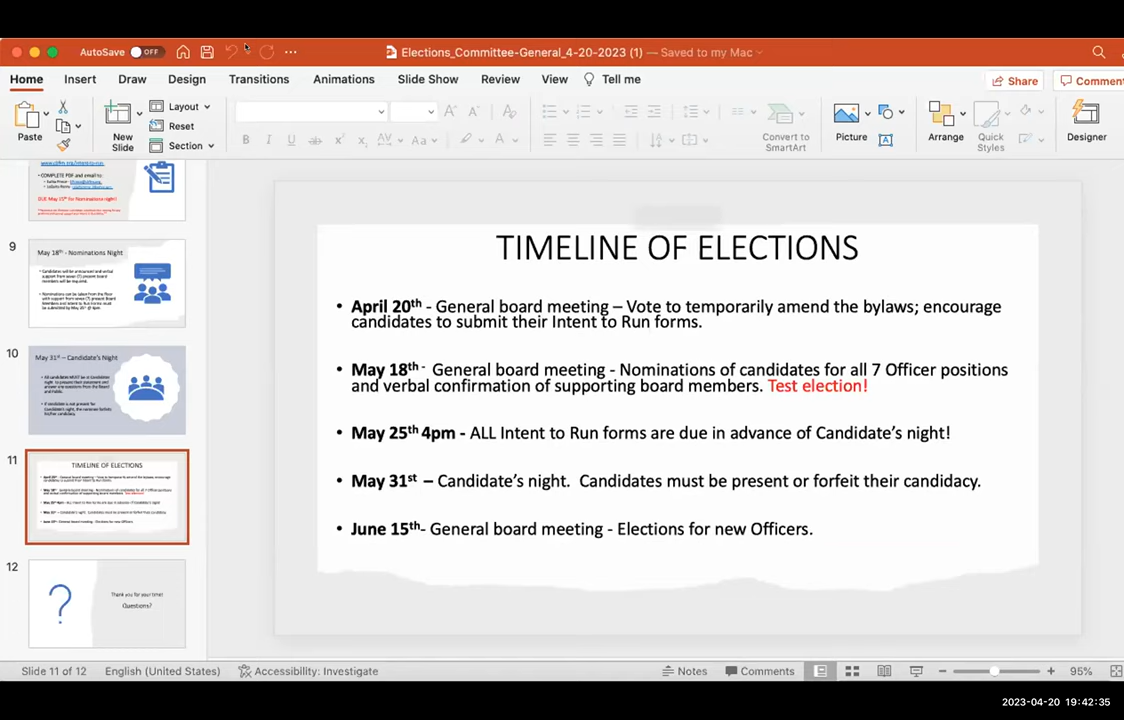 AutoSave OFF
Elections_Committee-General_4-20-2023 (1) — Saved to my Mac
Home Insert Draw Design Transitions Animations Slide Show Review View Tell me
Share Comment
Paste
New Slide
Layout
Reset
Section
Convert to SmartArt
Picture
Arrange
Quick Styles
Designer
• COMPLETE PDF and email to:
9
May 18th - Nominations Night
10
May 31st – Candidate's Night
11
TIMELINE OF ELECTIONS
12
Thank you for your time!
Questions?
TIMELINE OF ELECTIONS
• April 20th - General board meeting – Vote to temporarily amend the bylaws; encourage
candidates to submit their Intent to Run forms.
• May 18th - General board meeting - Nominations of candidates for all 7 Officer positions
and verbal confirmation of supporting board members. Test election!
• May 25th 4pm - ALL Intent to Run forms are due in advance of Candidate's night!
• May 31st – Candidate's night. Candidates must be present or forfeit their candidacy.
• June 15th- General board meeting - Elections for new Officers.
Slide 11 of 12 English (United States) Accessibility: Investigate Notes Comments 95%
2023-04-20 19:42:35